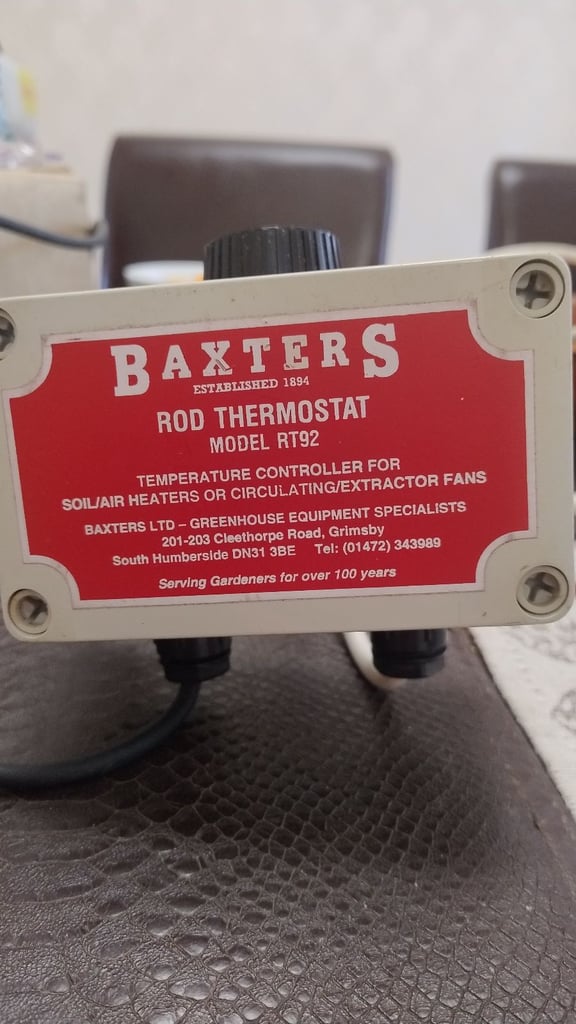 BAXTERS
ESTABLISHED 1894
ROD THERMOSTAT
MODEL RT92
TEMPERATURE CONTROLLER FOR
SOIL/AIR HEATERS OR CIRCULATING/EXTRACTOR FANS
BAXTERS LTD – GREENHOUSE EQUIPMENT SPECIALISTS
201-203 Cleethorpe Road, Grimsby
South Humberside DN31 3BE Tel: (01472) 343989
Serving Gardeners for over 100 years